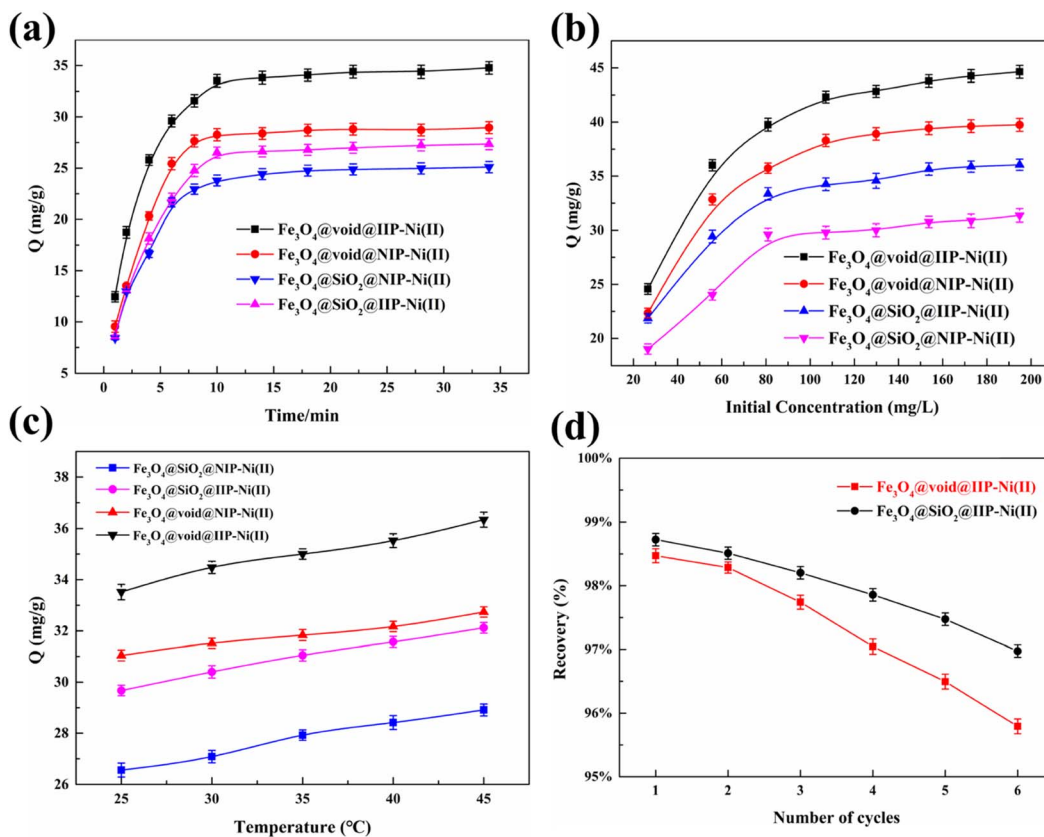 (a)
Q (mg/g)
35
30
25
20
15
10
5
Fe₃O₄@void@IIP-Ni(II)
Fe₃O₄@void@NIP-Ni(II)
Fe₃O₄@SiO₂@NIP-Ni(II)
Fe₃O₄@SiO₂@IIP-Ni(II)
0 5 10 15 20 25 30 35
Time/min
(b)
Q (mg/g)
45
40
35
30
25
20
Fe₃O₄@void@IIP-Ni(II)
Fe₃O₄@void@NIP-Ni(II)
Fe₃O₄@SiO₂@IIP-Ni(II)
Fe₃O₄@SiO₂@NIP-Ni(II)
20 40 60 80 100 120 140 160 180 200
Initial Concentration (mg/L)
(c)
Q (mg/g)
38
36
34
32
30
28
26
Fe₃O₄@SiO₂@NIP-Ni(II)
Fe₃O₄@SiO₂@IIP-Ni(II)
Fe₃O₄@void@NIP-Ni(II)
Fe₃O₄@void@IIP-Ni(II)
25 30 35 40 45
Temperature (℃)
(d)
Recovery (%)
100%
99%
98%
97%
96%
95%
Fe₃O₄@void@IIP-Ni(II)
Fe₃O₄@SiO₂@IIP-Ni(II)
1 2 3 4 5 6
Number of cycles